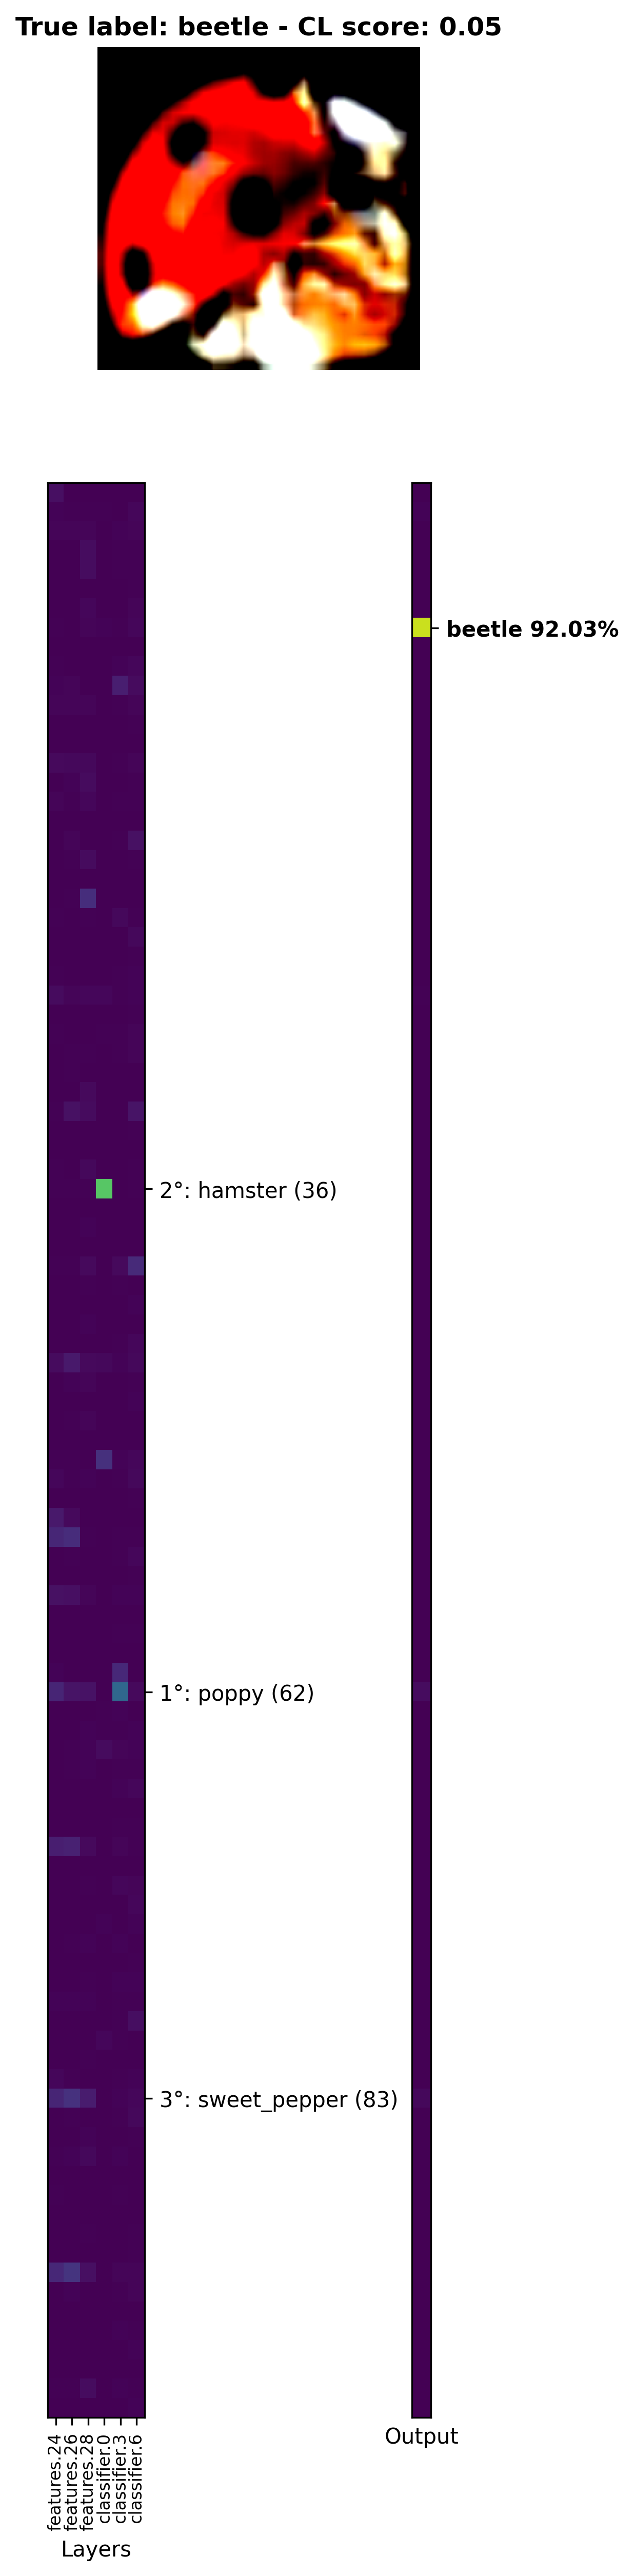 True label: beetle - CL score: 0.05
beetle 92.03%
2°: hamster (36)
1°: poppy (62)
3°: sweet_pepper (83)
features.24
features.26
features.28
classifier.0
classifier.3
classifier.6
Layers
Output